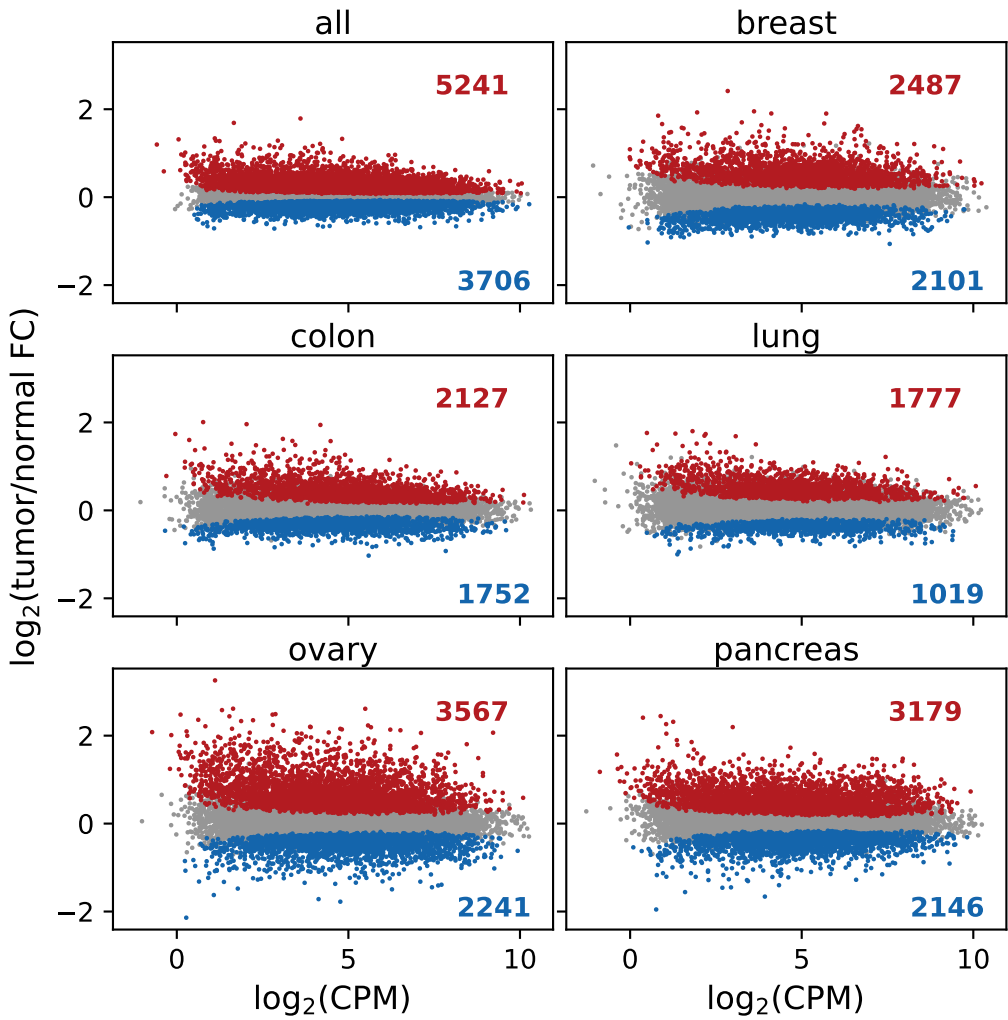 all
breast
5241
2487
2
0
−2
3706
2101
colon
lung
2127
1777
2
0
−2
1752
1019
log₂(tumor/normal FC)
ovary
pancreas
3567
3179
2
0
−2
2241
2146
0 5 10
0 5 10
log₂(CPM)
log₂(CPM)